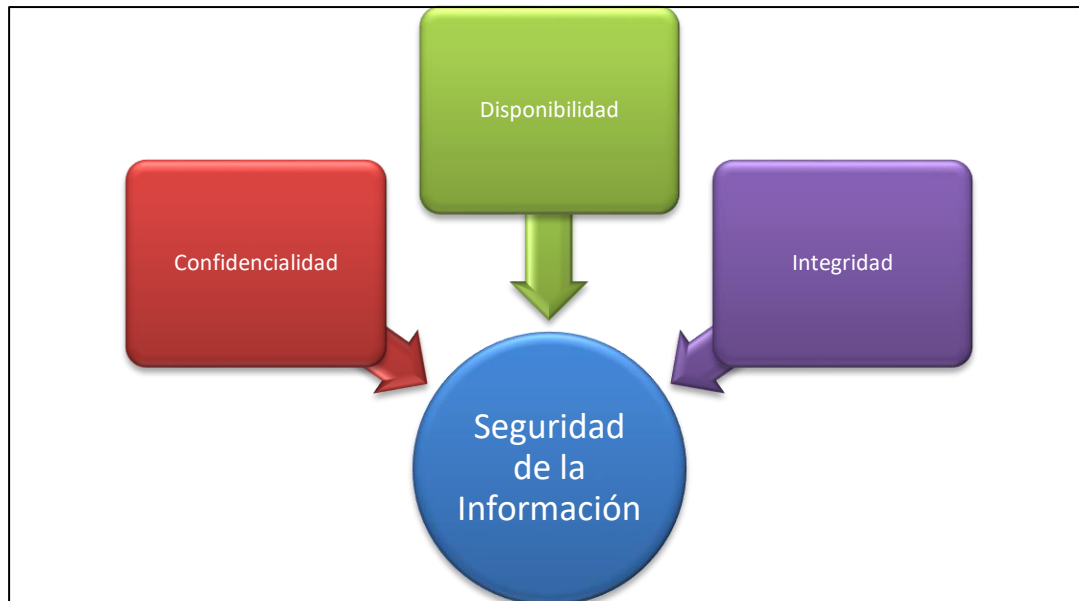 Disponibilidad
Confidencialidad
Integridad
Seguridad
de la
Información